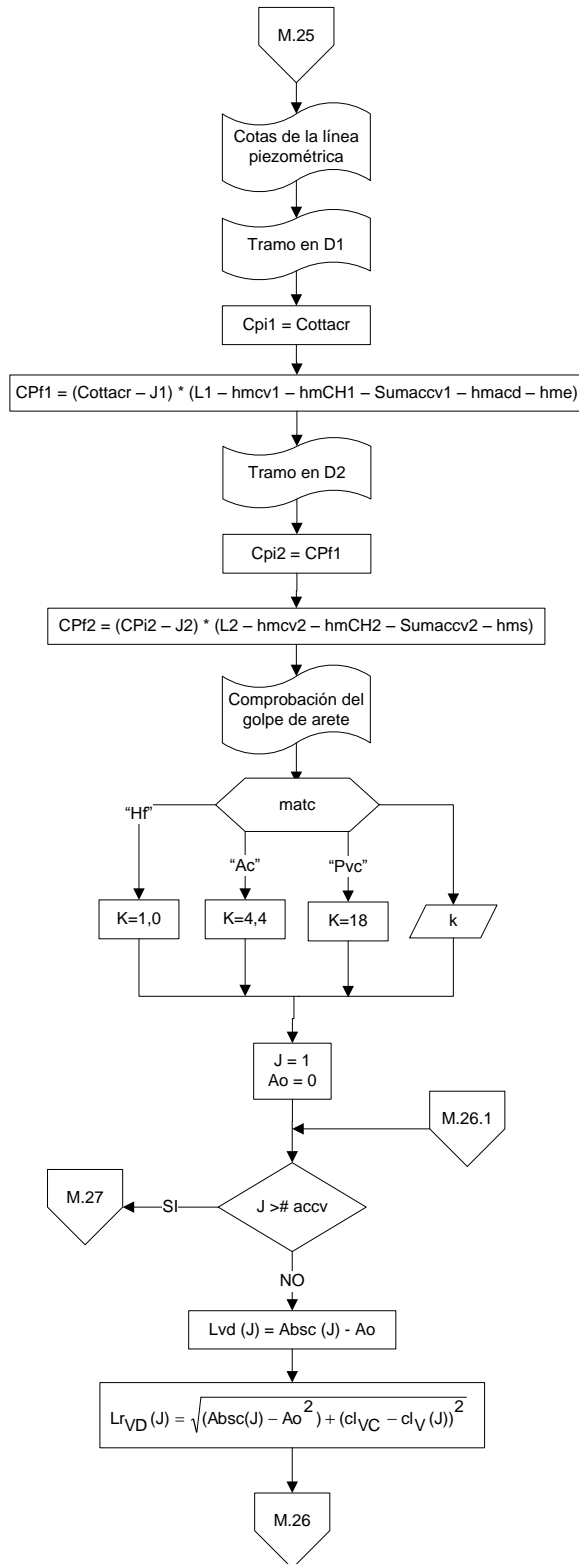 M.25
Cotas de la línea
piezométrica
Tramo en D1
Cpi1 = Cottacr
CPf1 = (Cottacr – J1) * (L1 – hmcv1 – hmCH1 – Sumaccv1 – hmacd – hme)
Tramo en D2
Cpi2 = CPf1
CPf2 = (CPi2 – J2) * (L2 – hmcv2 – hmCH2 – Sumaccv2 – hms)
Comprobación del
golpe de arete
matc
“Hf”
“Ac”
“Pvc”
K=1,0
K=4,4
K=18
k
J = 1
Ao = 0
M.26.1
M.27
SI
J ># accv
NO
Lvd (J) = Absc (J) - Ao
Lr_VD (J) = √((Absc(J) – Ao²) + (cl_VC – cl_V (J))²)
M.26